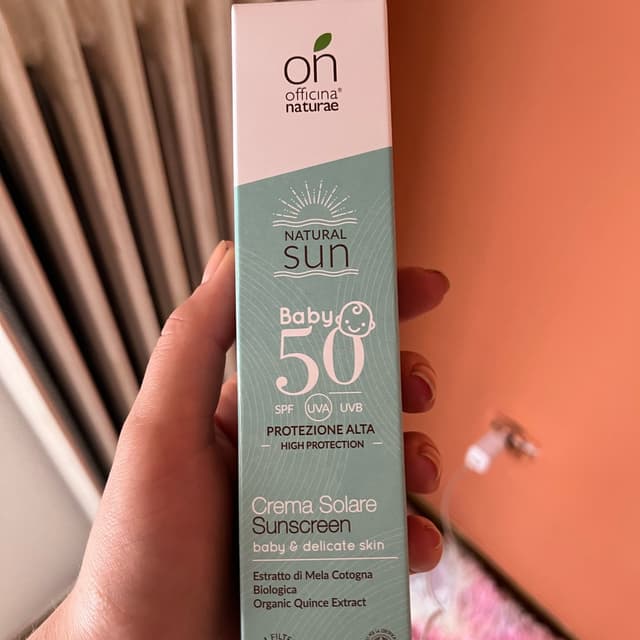 on
officina®
naturae
NATURAL
sun
Baby
50
SPF UVA UVB
PROTEZIONE ALTA
HIGH PROTECTION
Crema Solare
Sunscreen
baby & delicate skin
Estratto di Mela Cotogna
Biologica
Organic Quince Extract